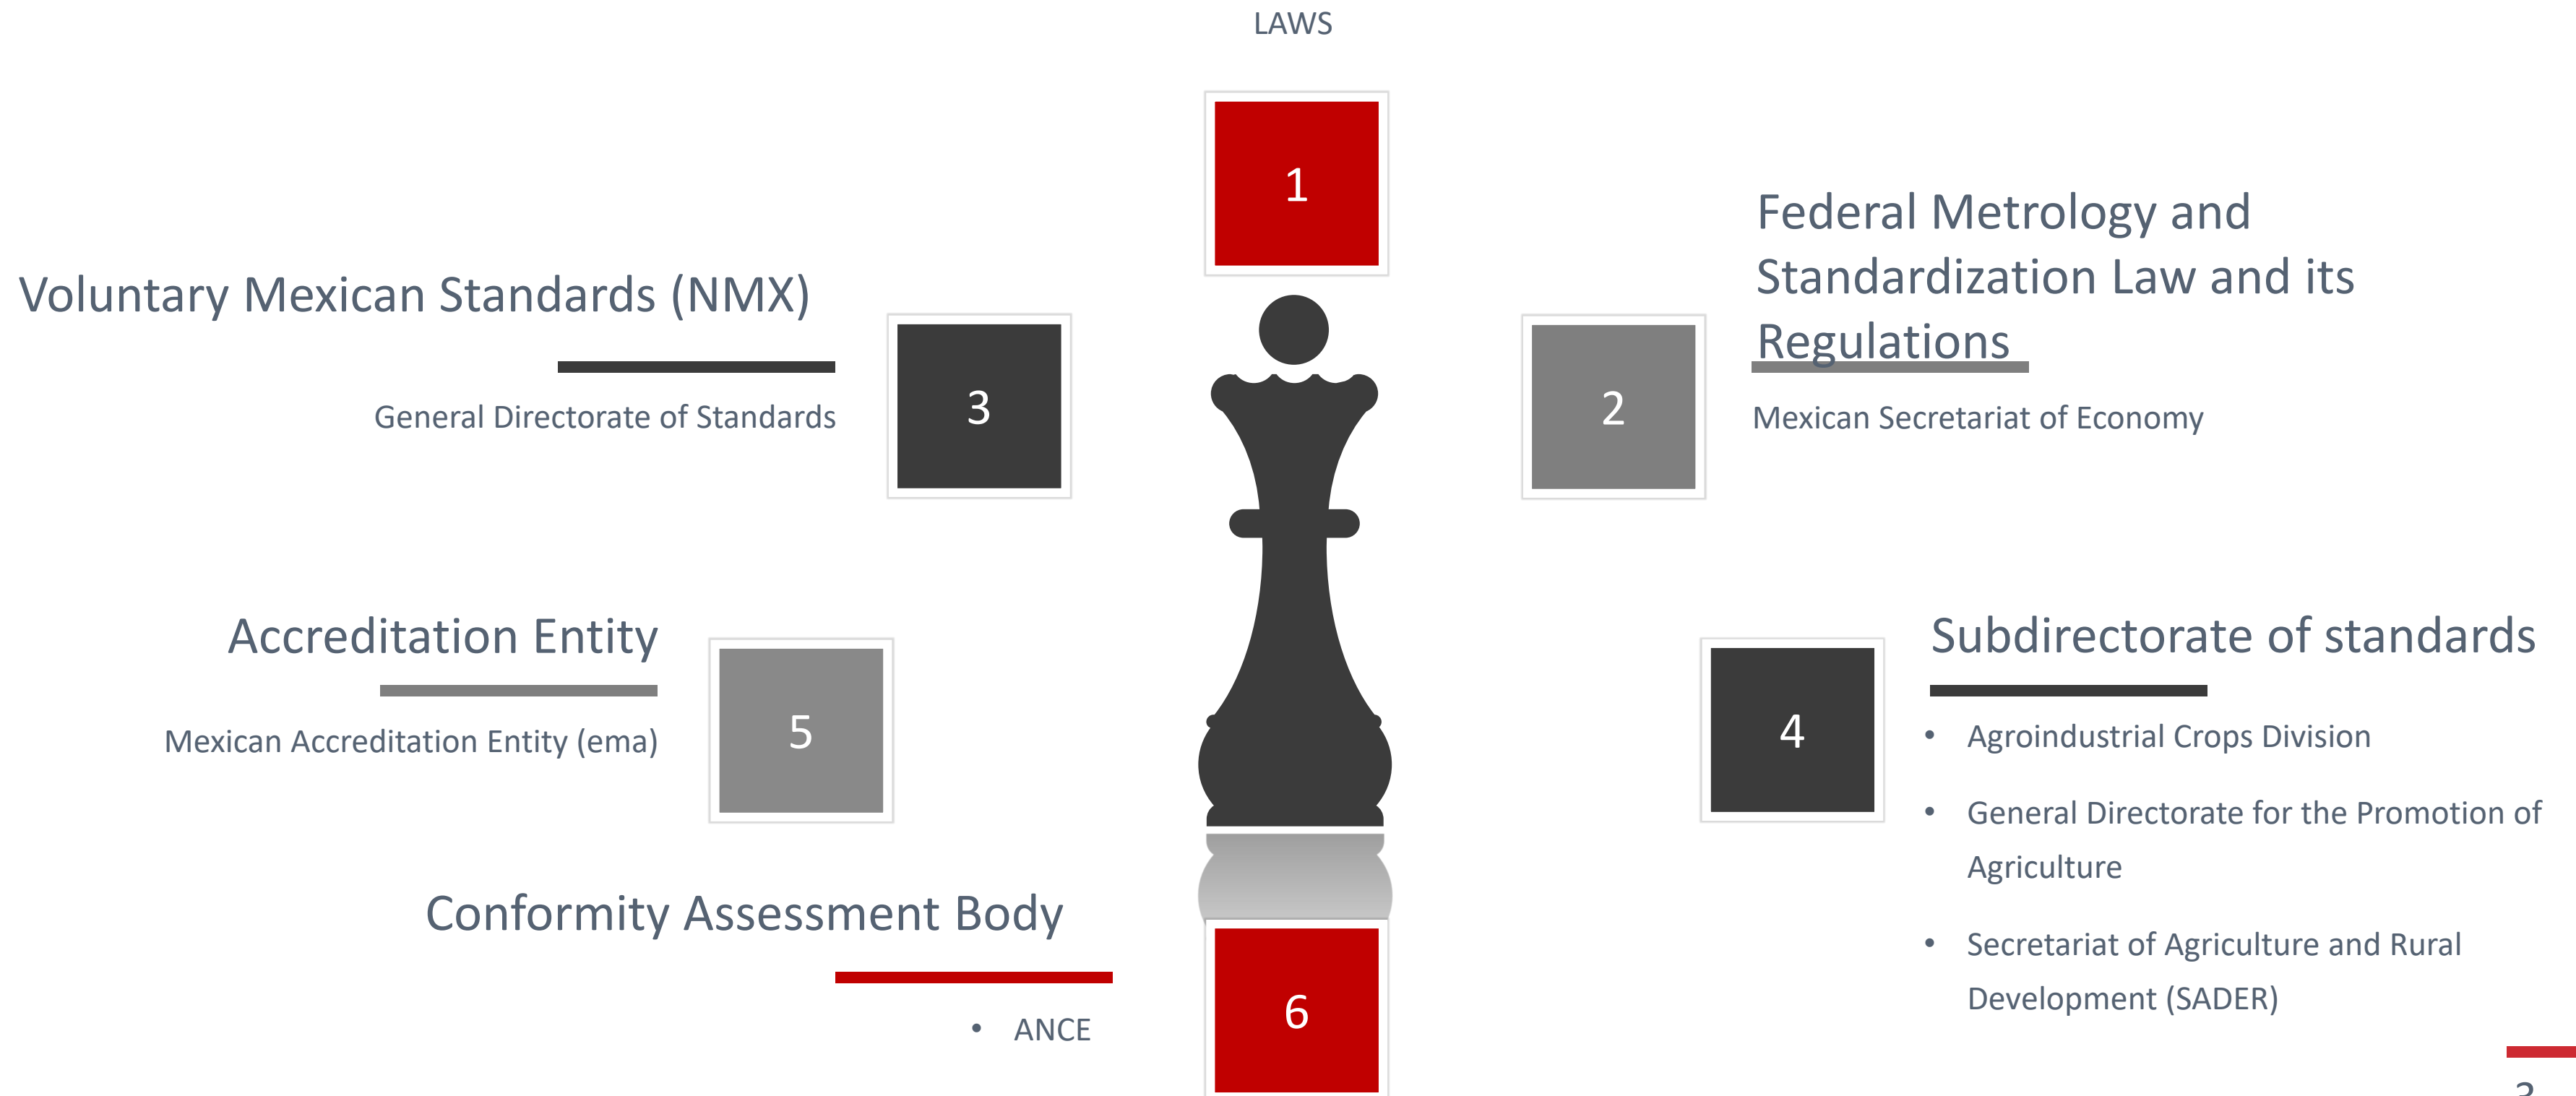 LAWS
1
Federal Metrology and
Standardization Law and its
Regulations
Mexican Secretariat of Economy
2
Voluntary Mexican Standards (NMX)
General Directorate of Standards
3
Subdirectorate of standards
• Agroindustrial Crops Division
• General Directorate for the Promotion of
Agriculture
• Secretariat of Agriculture and Rural
Development (SADER)
4
Accreditation Entity
Mexican Accreditation Entity (ema)
5
Conformity Assessment Body
• ANCE
6
3